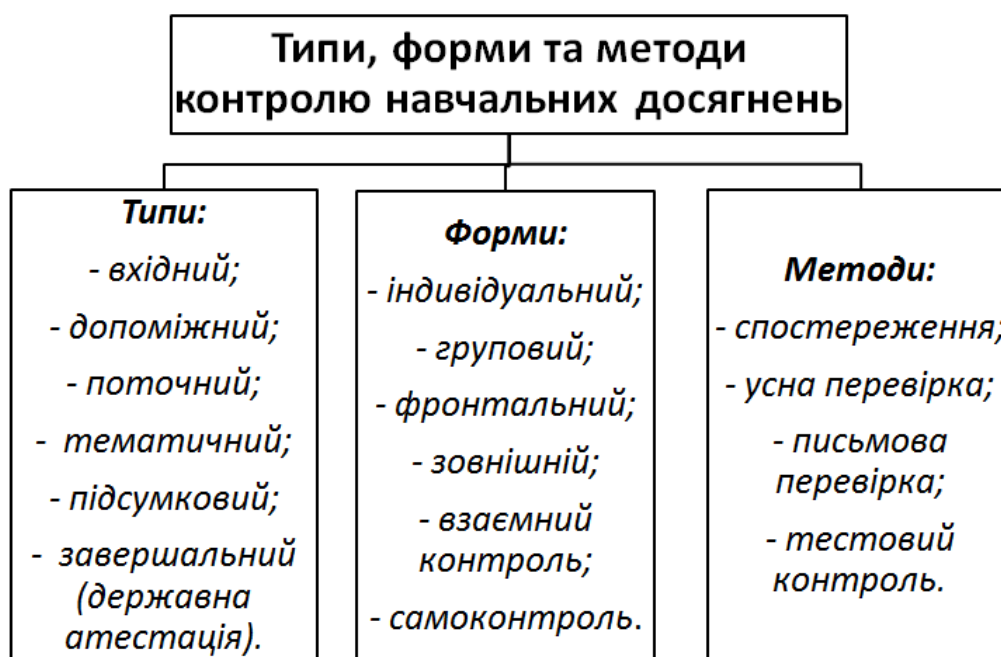 Типи, форми та методи
контролю навчальних досягнень
Типи:
- вхідний;
- допоміжний;
- поточний;
- тематичний;
- підсумковий;
- завершальний
(державна
атестація).
Форми:
- індивідуальний;
- груповий;
- фронтальний;
- зовнішній;
- взаємний
контроль;
- самоконтроль.
Методи:
- спостереження;
- усна перевірка;
- письмова
перевірка;
- тестовий
контроль.